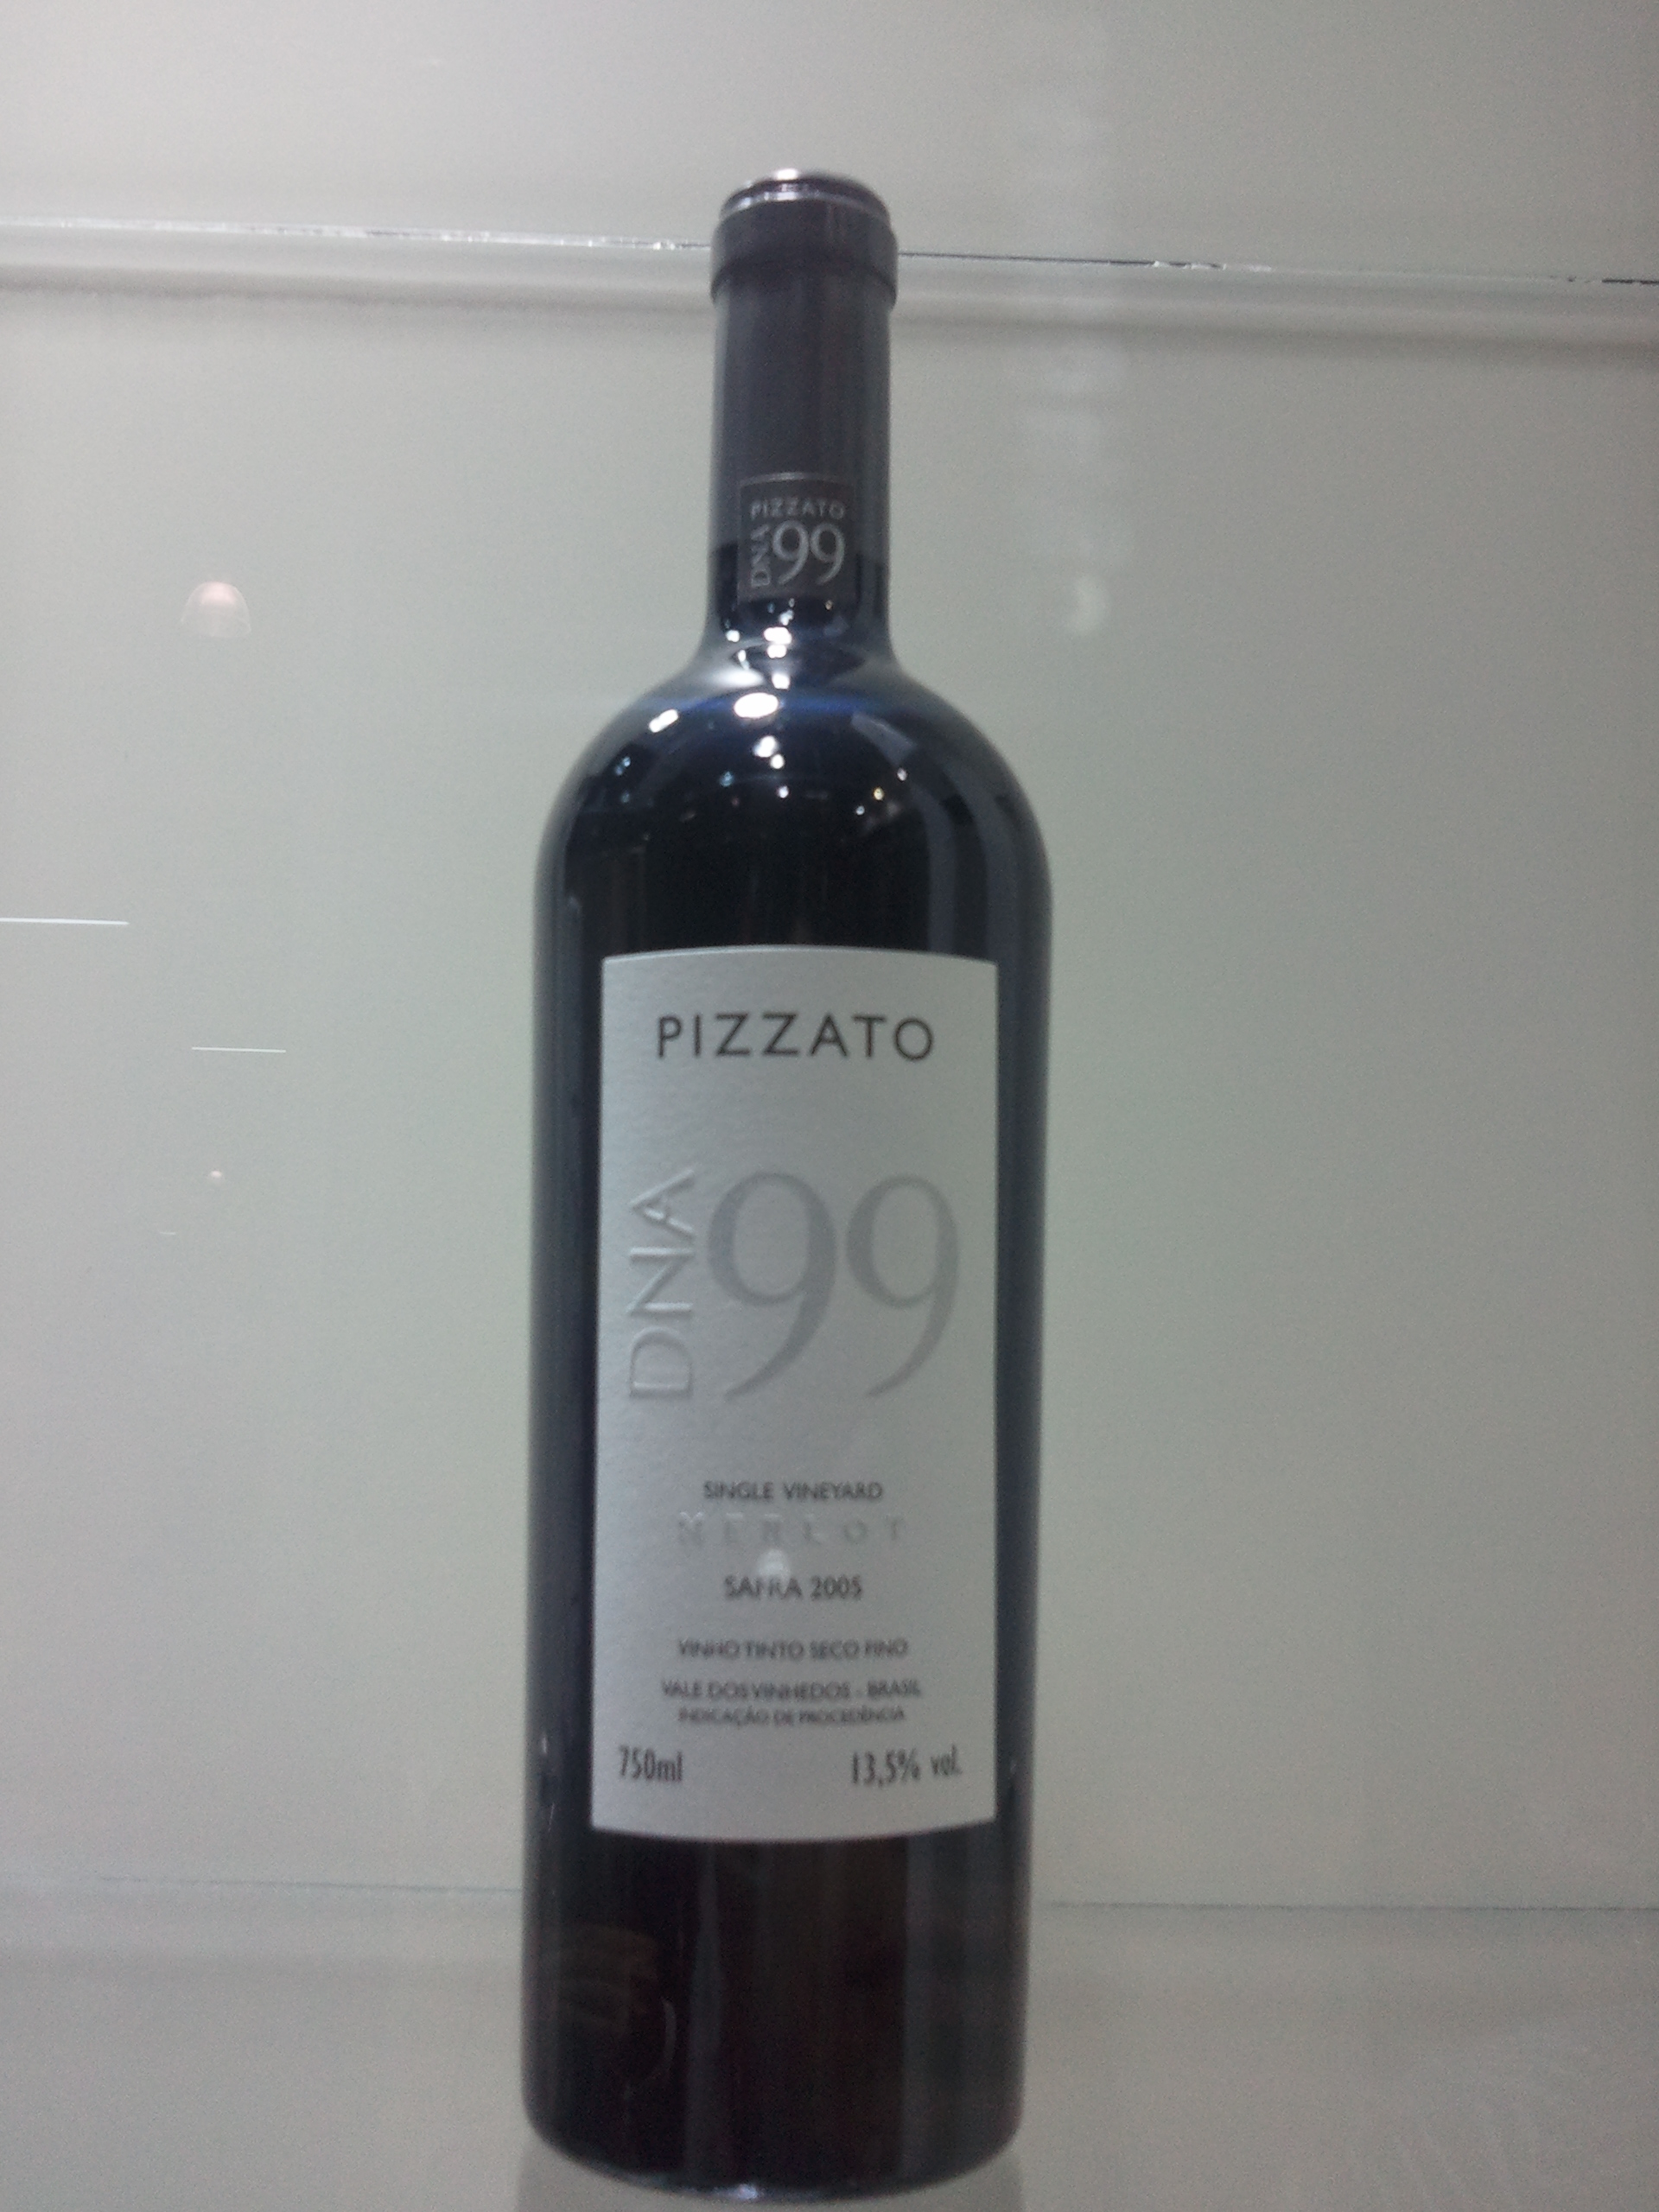 PIZZATO
DNA 99
PIZZATO
DNA 99
SINGLE VINEYARD
MERLOT
SAFRA 2005
VINHO TINTO SECO FINO
VALE DOS VINHEDOS - BRASIL
INDICAÇÃO DE PROCEDÊNCIA
750ml 13,5% vol.